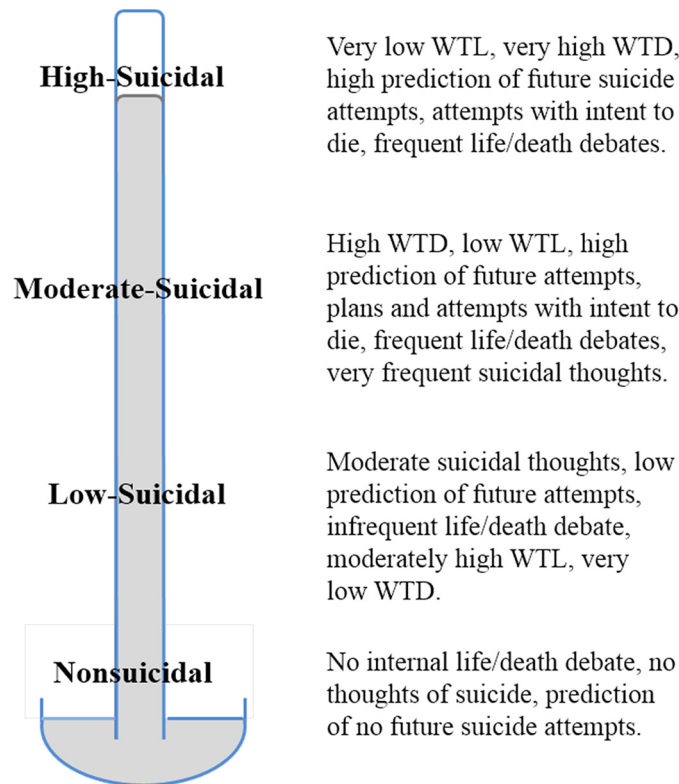 High-Suicidal
Very low WTL, very high WTD,
high prediction of future suicide
attempts, attempts with intent to
die, frequent life/death debates.
Moderate-Suicidal
High WTD, low WTL, high
prediction of future attempts,
plans and attempts with intent to
die, frequent life/death debates,
very frequent suicidal thoughts.
Low-Suicidal
Moderate suicidal thoughts, low
prediction of future attempts,
infrequent life/death debate,
moderately high WTL, very
low WTD.
Nonsuicidal
No internal life/death debate, no
thoughts of suicide, prediction
of no future suicide attempts.